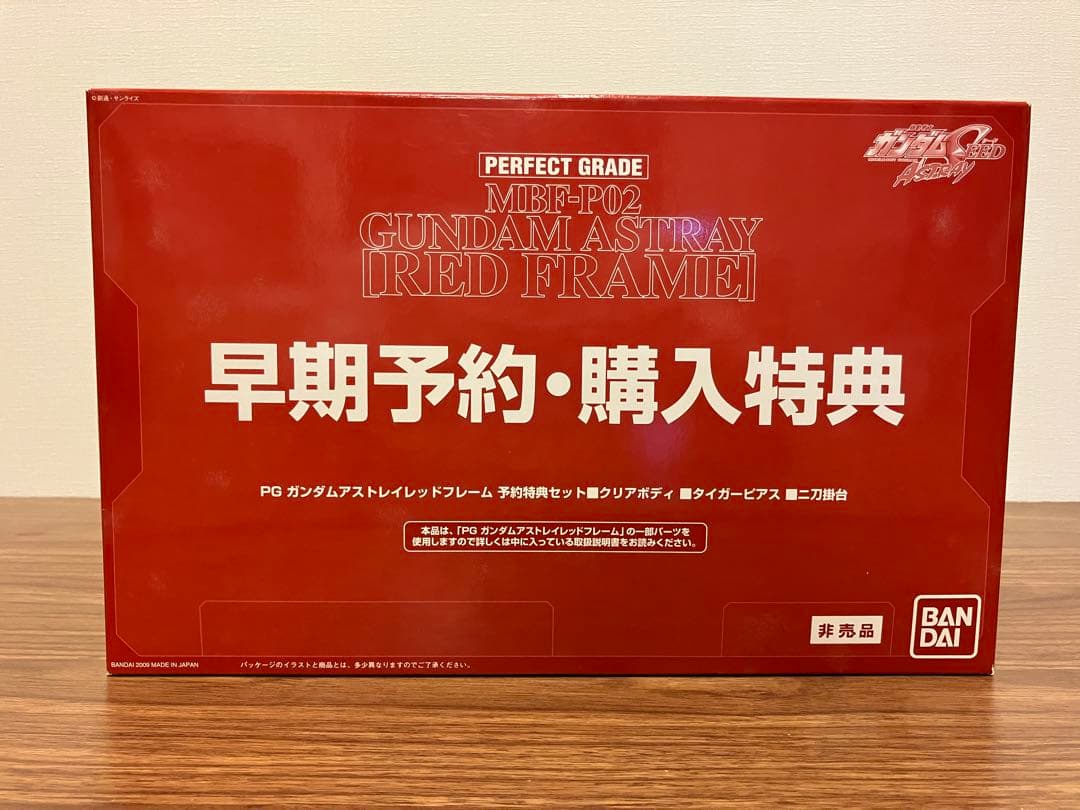 ©創通・サンライズ
ガンダムSEED
ASTRAY
PERFECT GRADE
MBF-P02
GUNDAM ASTRAY
[RED FRAME]
早期予約・購入特典
PG ガンダムアストレイレッドフレーム 予約特典セット■クリアボディ ■タイガーピアス ■二刀掛台
本品は、「PG ガンダムアストレイレッドフレーム」の一部パーツを
使用しますので詳しくは中に入っている取扱説明書をお読みください。
非売品
BAN
DAI
BANDAI 2009 MADE IN JAPAN
パッケージのイラストと商品とは、多少異なりますのでご了承ください。